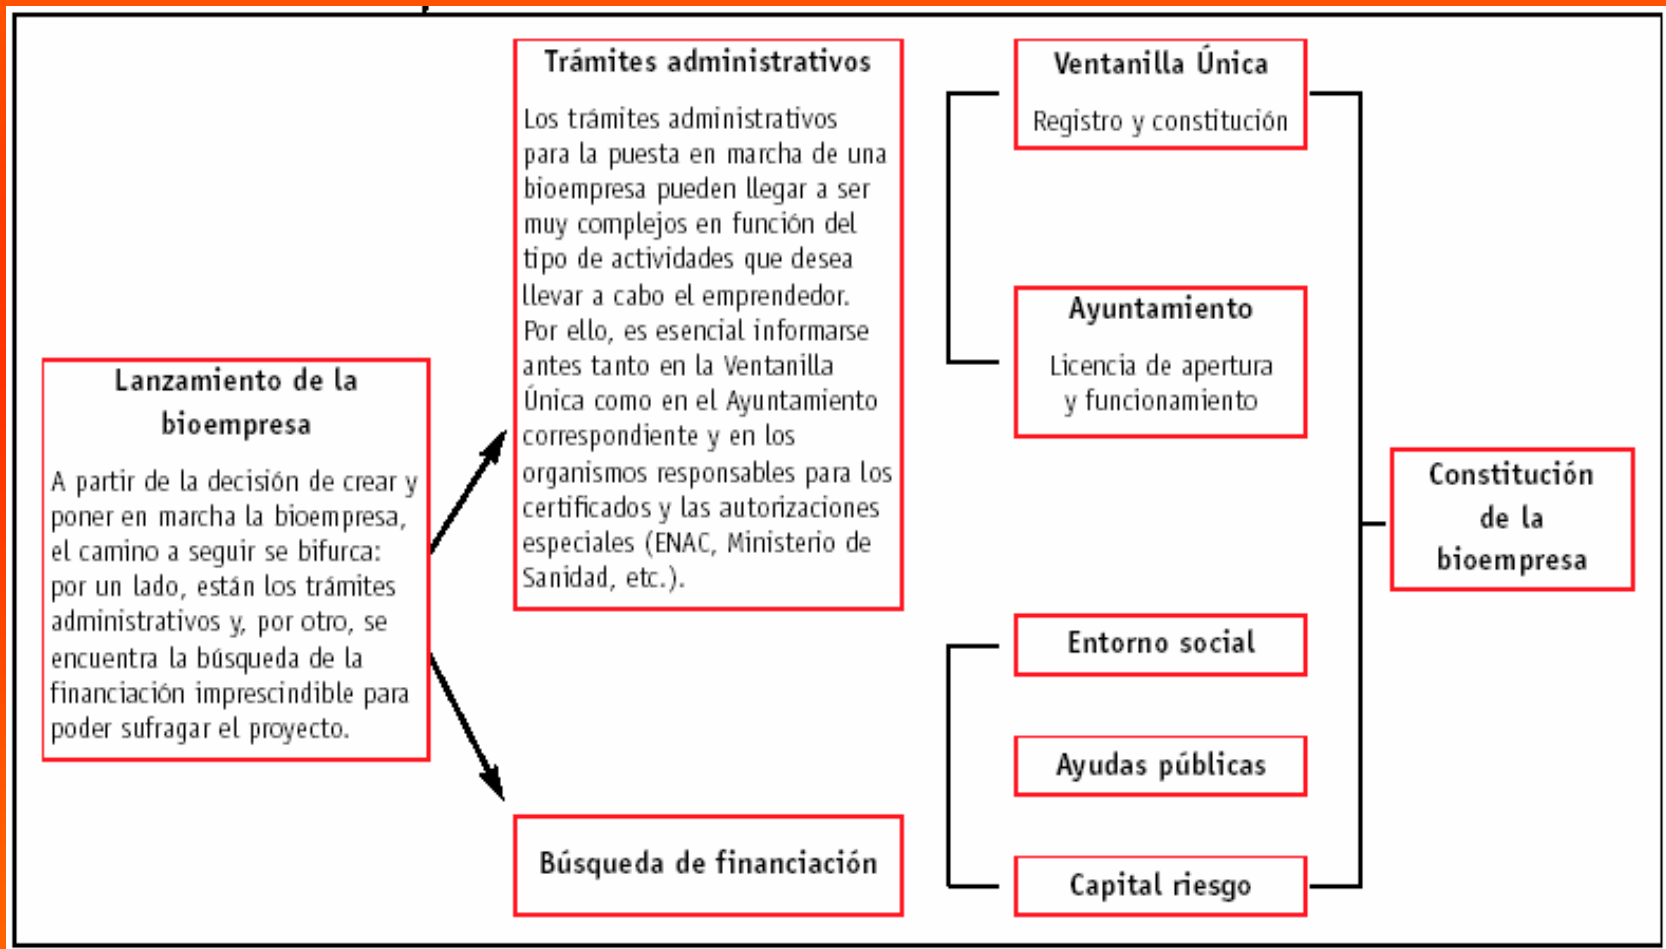 Lanzamiento de la
bioempresa
A partir de la decisión de crear y
poner en marcha la bioempresa,
el camino a seguir se bifurca:
por un lado, están los trámites
administrativos y, por otro, se
encuentra la búsqueda de la
financiación imprescindible para
poder sufragar el proyecto.
Trámites administrativos
Los trámites administrativos
para la puesta en marcha de una
bioempresa pueden llegar a ser
muy complejos en función del
tipo de actividades que desea
llevar a cabo el emprendedor.
Por ello, es esencial informarse
antes tanto en la Ventanilla
Única como en el Ayuntamiento
correspondiente y en los
organismos responsables para los
certificados y las autorizaciones
especiales (ENAC, Ministerio de
Sanidad, etc.).
Búsqueda de financiación
Ventanilla Única
Registro y constitución
Ayuntamiento
Licencia de apertura
y funcionamiento
Entorno social
Ayudas públicas
Capital riesgo
Constitución
de la
bioempresa